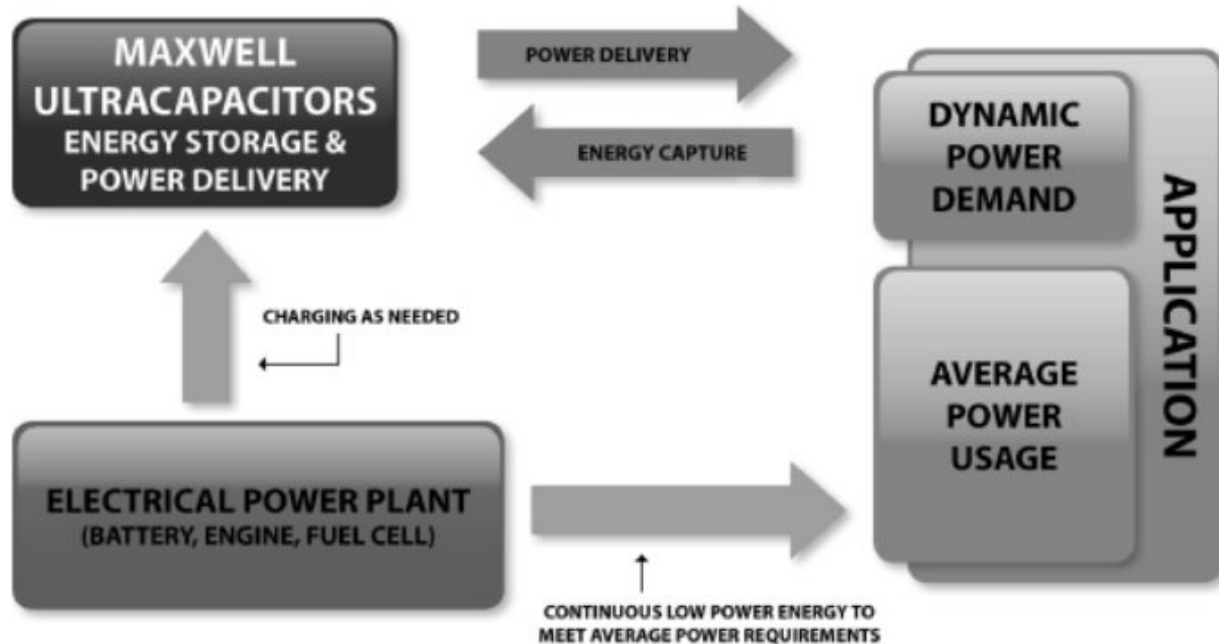 MAXWELL
ULTRACAPACITORS
ENERGY STORAGE &
POWER DELIVERY
POWER DELIVERY
ENERGY CAPTURE
DYNAMIC
POWER
DEMAND
APPLICATION
CHARGING AS NEEDED
AVERAGE
POWER
USAGE
ELECTRICAL POWER PLANT
(BATTERY, ENGINE, FUEL CELL)
CONTINUOUS LOW POWER ENERGY TO
MEET AVERAGE POWER REQUIREMENTS